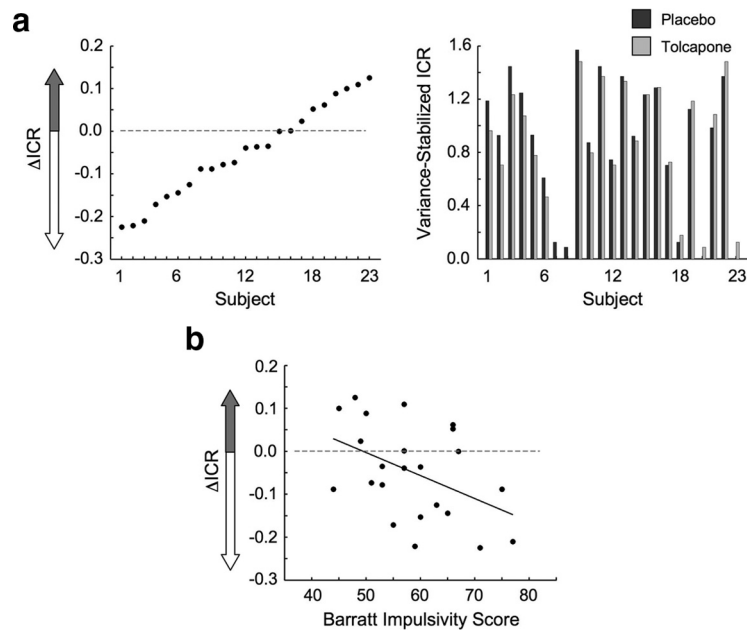 a
0.2
0.1
0.0
-0.1
-0.2
-0.3
ΔICR
1 6 12 18 23
Subject
Placebo
Tolcapone
1.6
1.2
0.8
0.4
0.0
Variance-Stabilized ICR
1 6 12 18 23
Subject
b
0.2
0.1
0.0
-0.1
-0.2
-0.3
ΔICR
40 50 60 70 80
Barratt Impulsivity Score